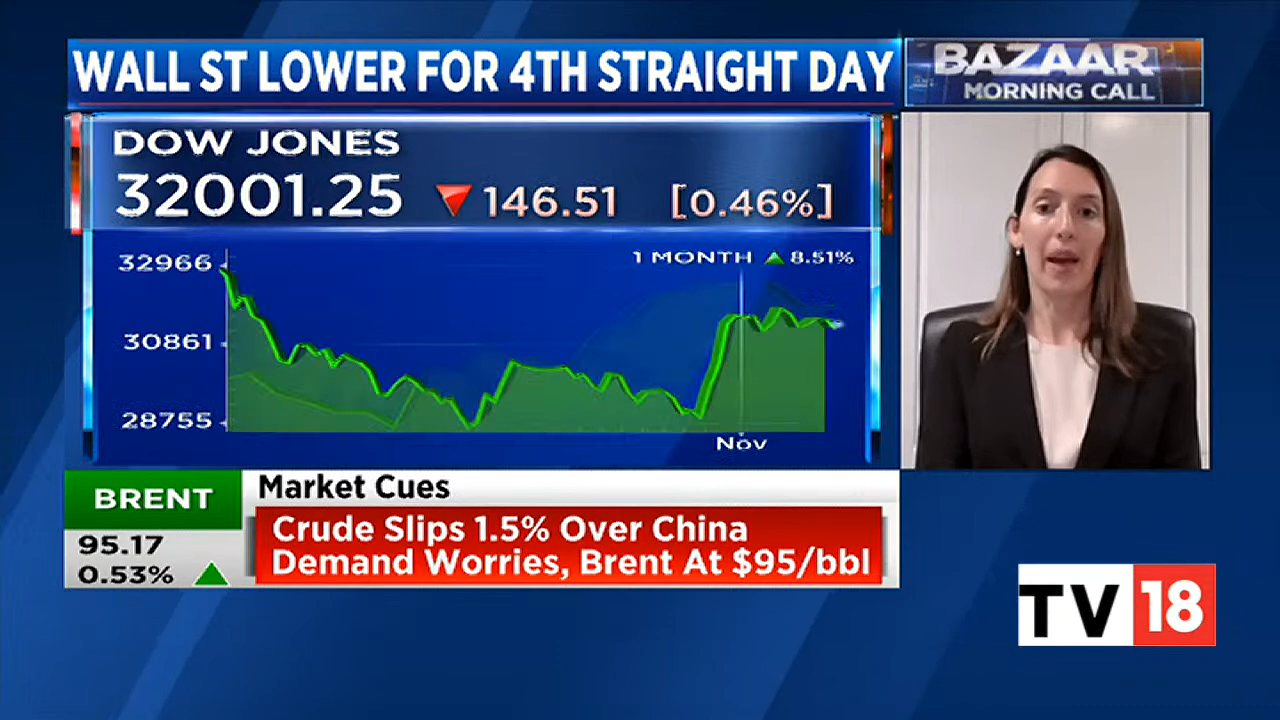 WALL ST LOWER FOR 4TH STRAIGHT DAY
BAZAAR
MORNING CALL
DOW JONES
32001.25 ▼ 146.51 [0.46%]
1 MONTH ▲ 8.51%
32966
30861
28755
Nov
BRENT
95.17
0.53% ▲
Market Cues
Crude Slips 1.5% Over China
Demand Worries, Brent At $95/bbl
TV18